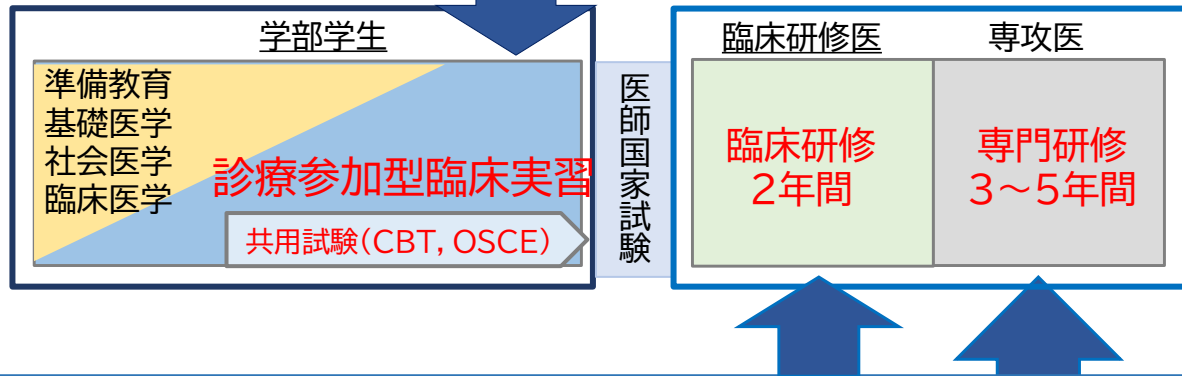 学部学生
準備教育
基礎医学
社会医学
臨床医学
診療参加型臨床実習
共用試験(CBT, OSCE)
医師国家試験
臨床研修医
専攻医
臨床研修
2年間
専門研修
3～5年間